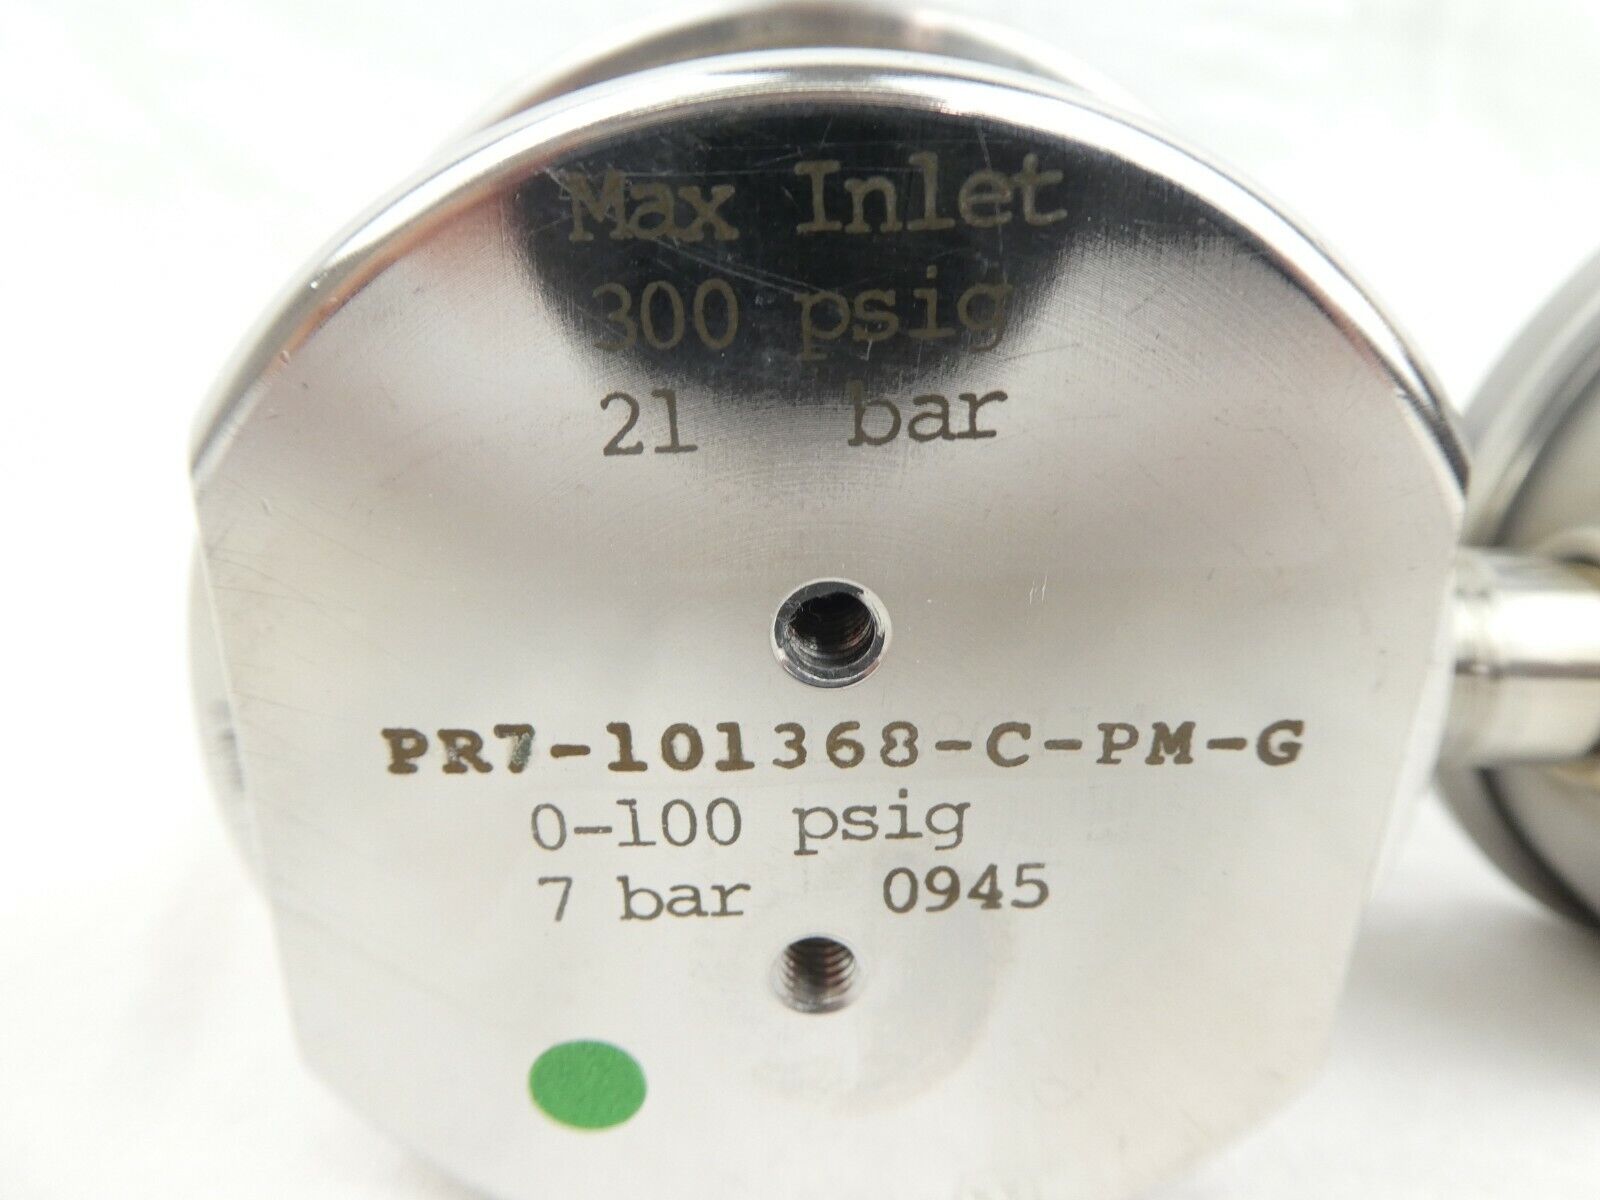 Max Inlet
300 psig
21 bar
PR7-101368-C-PM-G
0-100 psig
7 bar 0945